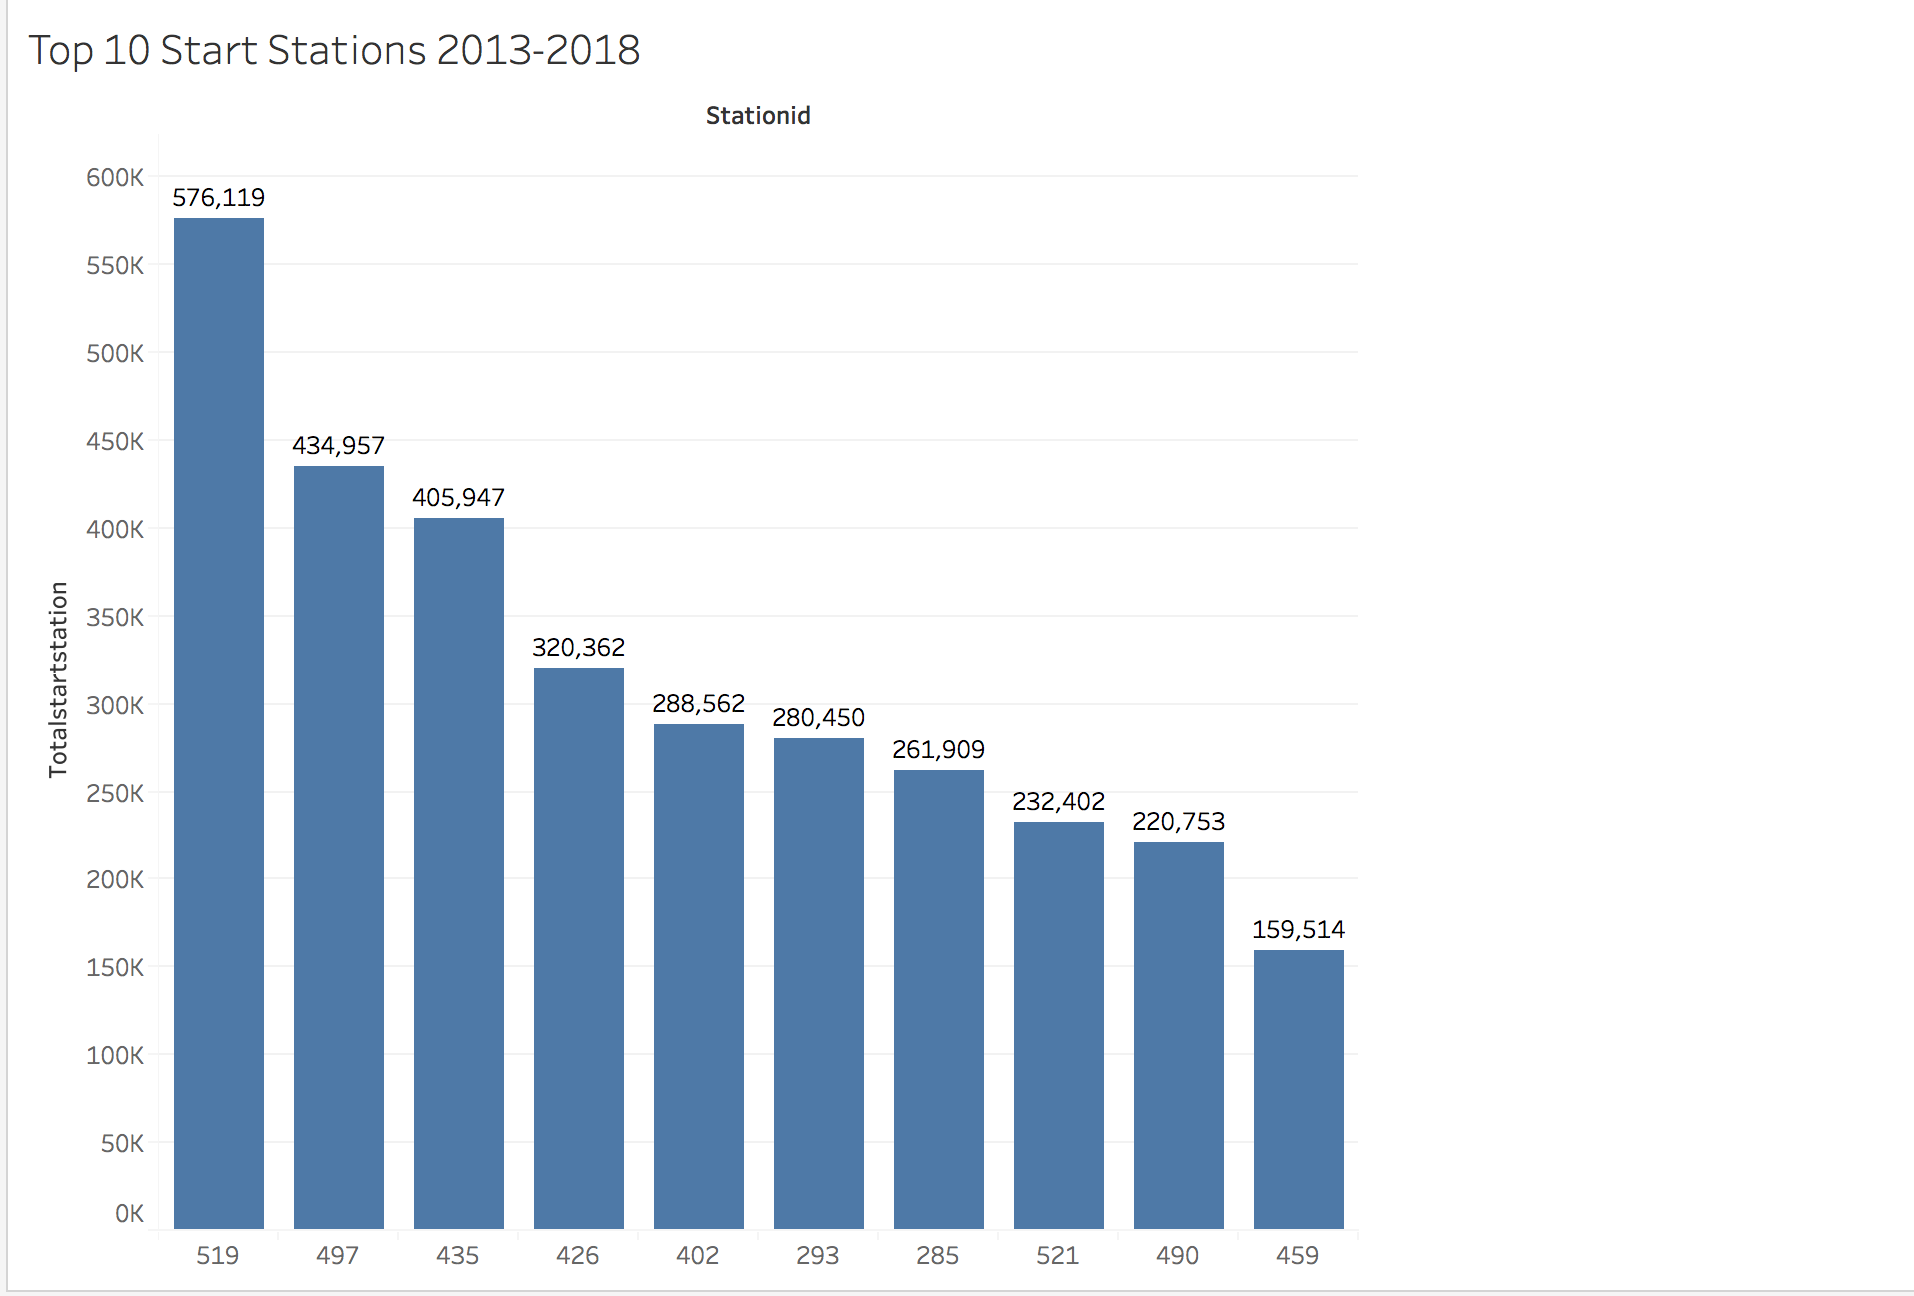 Top 10 Start Stations 2013-2018
Stationid
600K
576,119
550K
500K
450K
434,957
405,947
400K
350K
320,362
300K
288,562
280,450
261,909
250K
232,402
220,753
200K
159,514
150K
100K
50K
0K
Totalstartstation
519 497 435 426 402 293 285 521 490 459